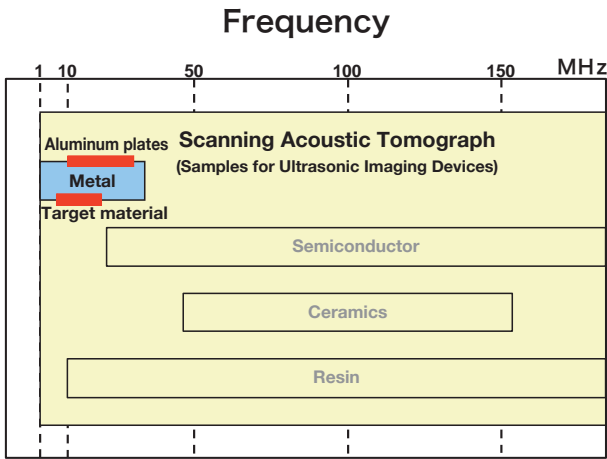 Frequency
1 10 50 100 150 MHz
Aluminum plates
Scanning Acoustic Tomograph
(Samples for Ultrasonic Imaging Devices)
Metal
Target material
Semiconductor
Ceramics
Resin